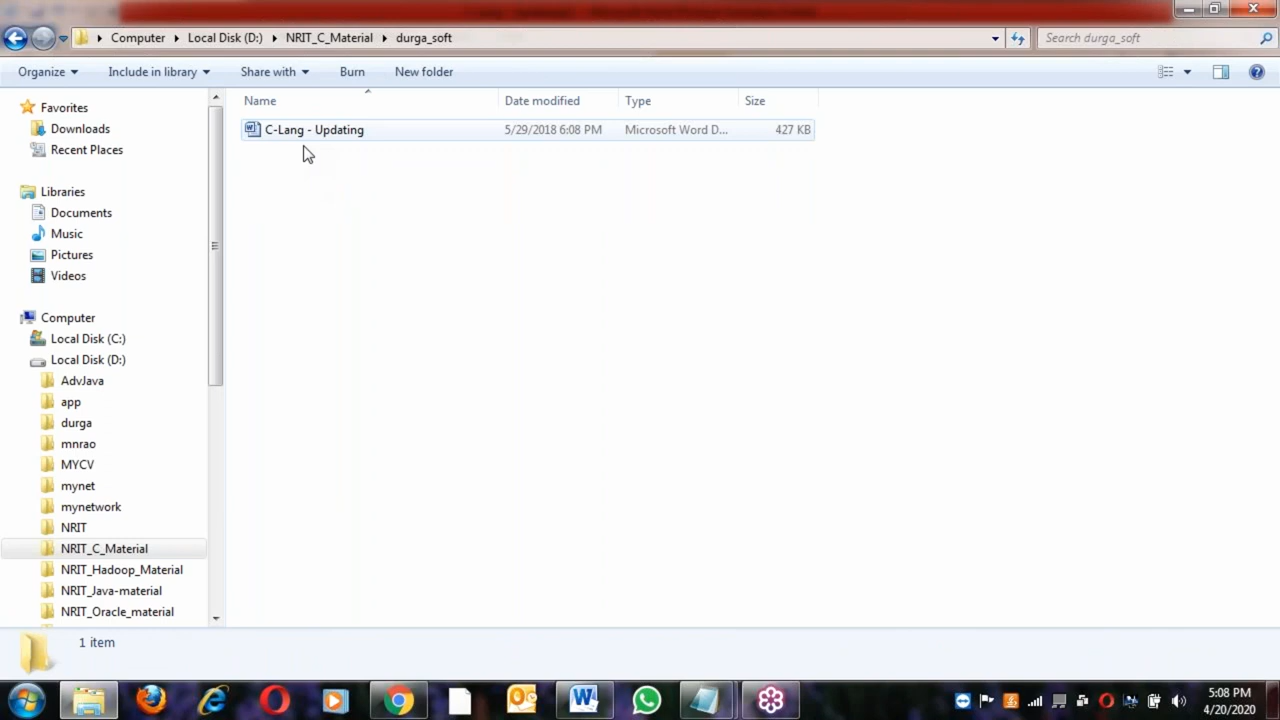 Computer Local Disk (D:) NRIT_C_Material durga_soft Search durga_soft
Organize Include in library Share with Burn New folder
Name Date modified Type Size
C-Lang - Updating 5/29/2018 6:08 PM Microsoft Word D... 427 KB
Favorites
Downloads
Recent Places
Libraries
Documents
Music
Pictures
Videos
Computer
Local Disk (C:)
Local Disk (D:)
AdvJava
app
durga
mnrao
MYCV
mynet
mynetwork
NRIT
NRIT_C_Material
NRIT_Hadoop_Material
NRIT_Java-material
NRIT_Oracle_material
1 item
5:08 PM
4/20/2020